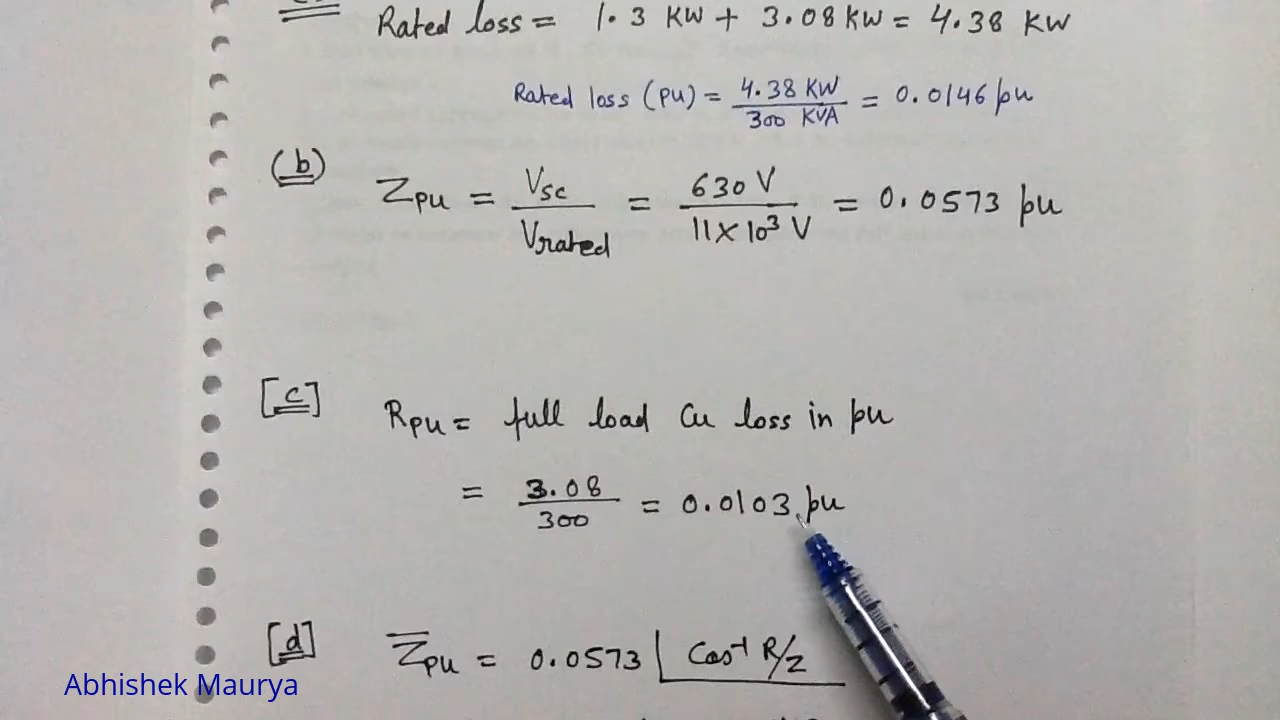 Rated loss = 1.3 KW + 3.08 KW = 4.38 KW
Rated loss (pu) = 4.38 KW / 300 KVA = 0.0146 pu
(b)
Zpu = Vsc / Vrated = 630 V / 11 × 10³ V = 0.0573 pu
[c]
Rpu = full load Cu loss in pu
= 3.08 / 300 = 0.0103 pu
[d]
Z̅pu = 0.0573 ∠ Cos⁻¹ R/Z
Abhishek Maurya